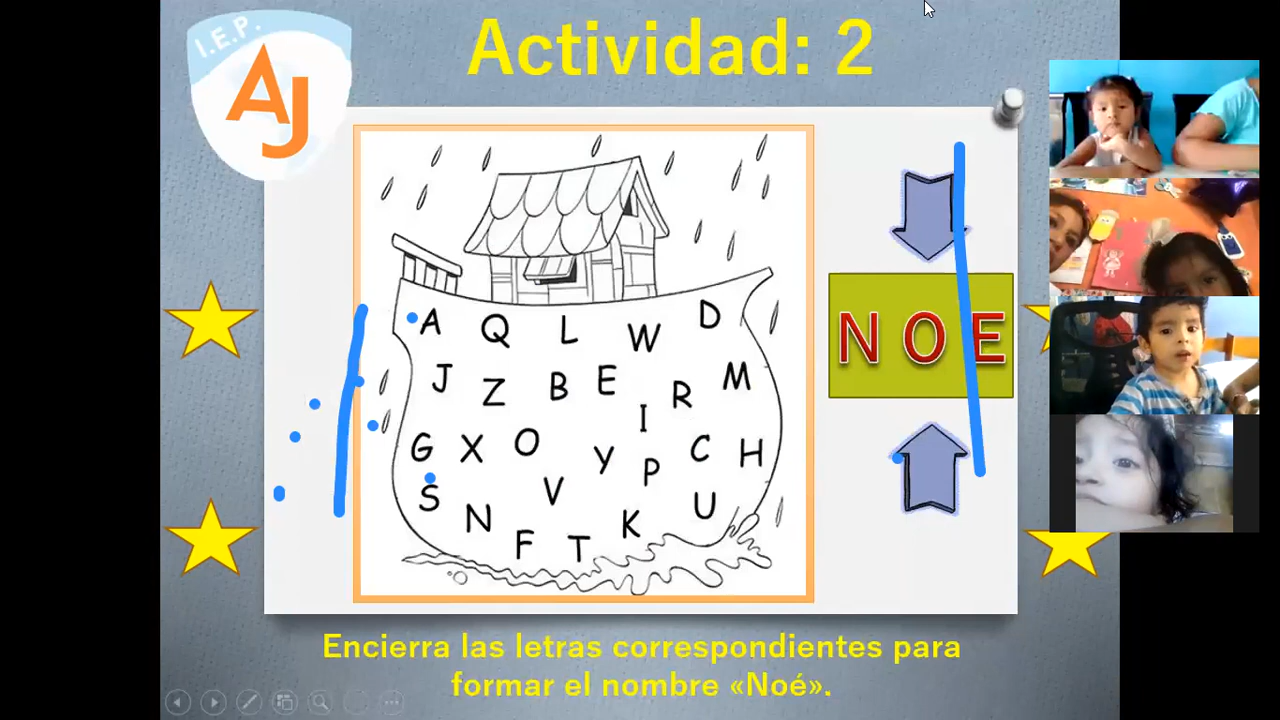 I.E.P.
AJ
Actividad: 2
A Q L W D
J Z B E R M
I
G X O Y P C H
S N V K U
F T
N O E
Encierra las letras correspondientes para
formar el nombre «Noé».